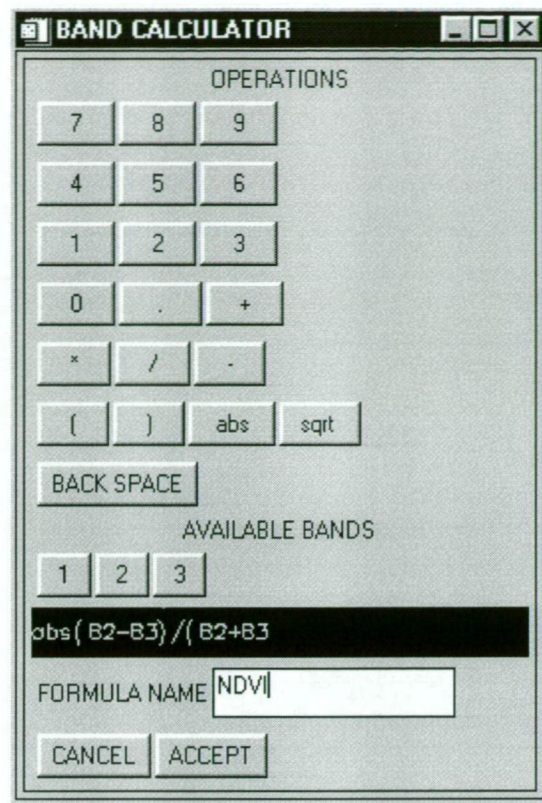 BAND CALCULATOR
OPERATIONS
7 8 9
4 5 6
1 2 3
0 . +
* / -
( ) abs sqrt
BACK SPACE
AVAILABLE BANDS
1 2 3
abs( B2-B3)/( B2+B3
FORMULA NAME NDVI
CANCEL ACCEPT